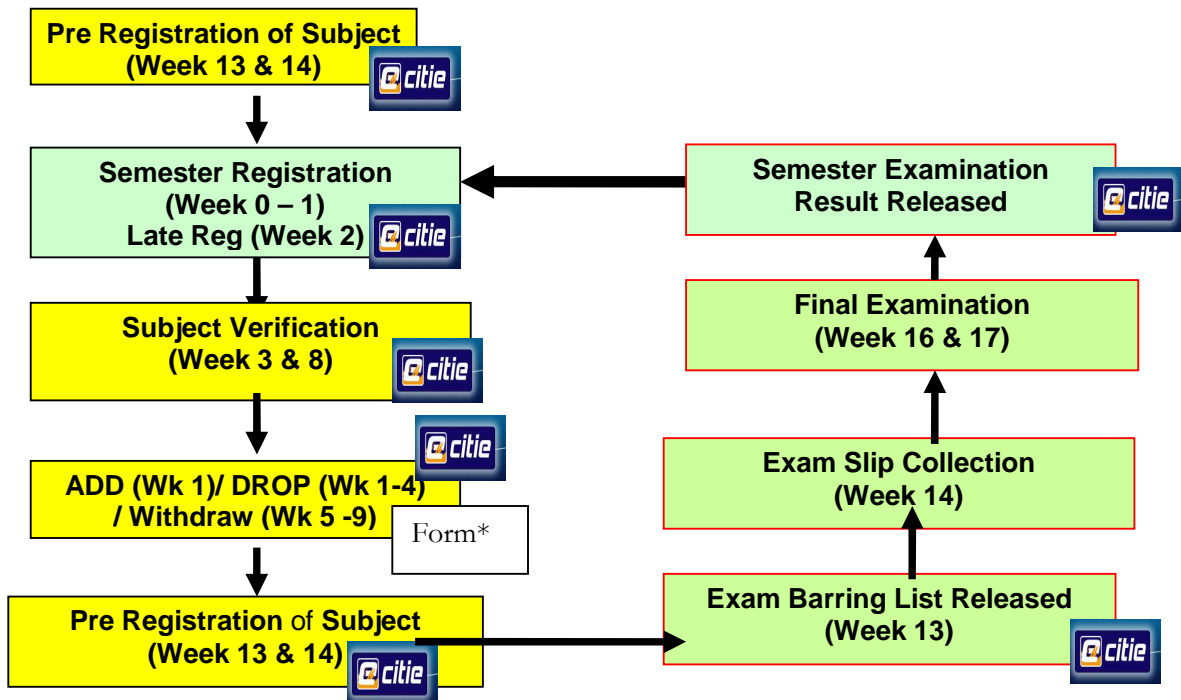 Pre Registration of Subject
(Week 13 & 14)
@ citie
Semester Registration
(Week 0 – 1)
Late Reg (Week 2)
@ citie
Subject Verification
(Week 3 & 8)
@ citie
@ citie
ADD (Wk 1)/ DROP (Wk 1-4)
/ Withdraw (Wk 5 -9)
Form*
Pre Registration of Subject
(Week 13 & 14)
@ citie
Exam Barring List Released
(Week 13)
@ citie
Exam Slip Collection
(Week 14)
Final Examination
(Week 16 & 17)
Semester Examination
Result Released
@ citie